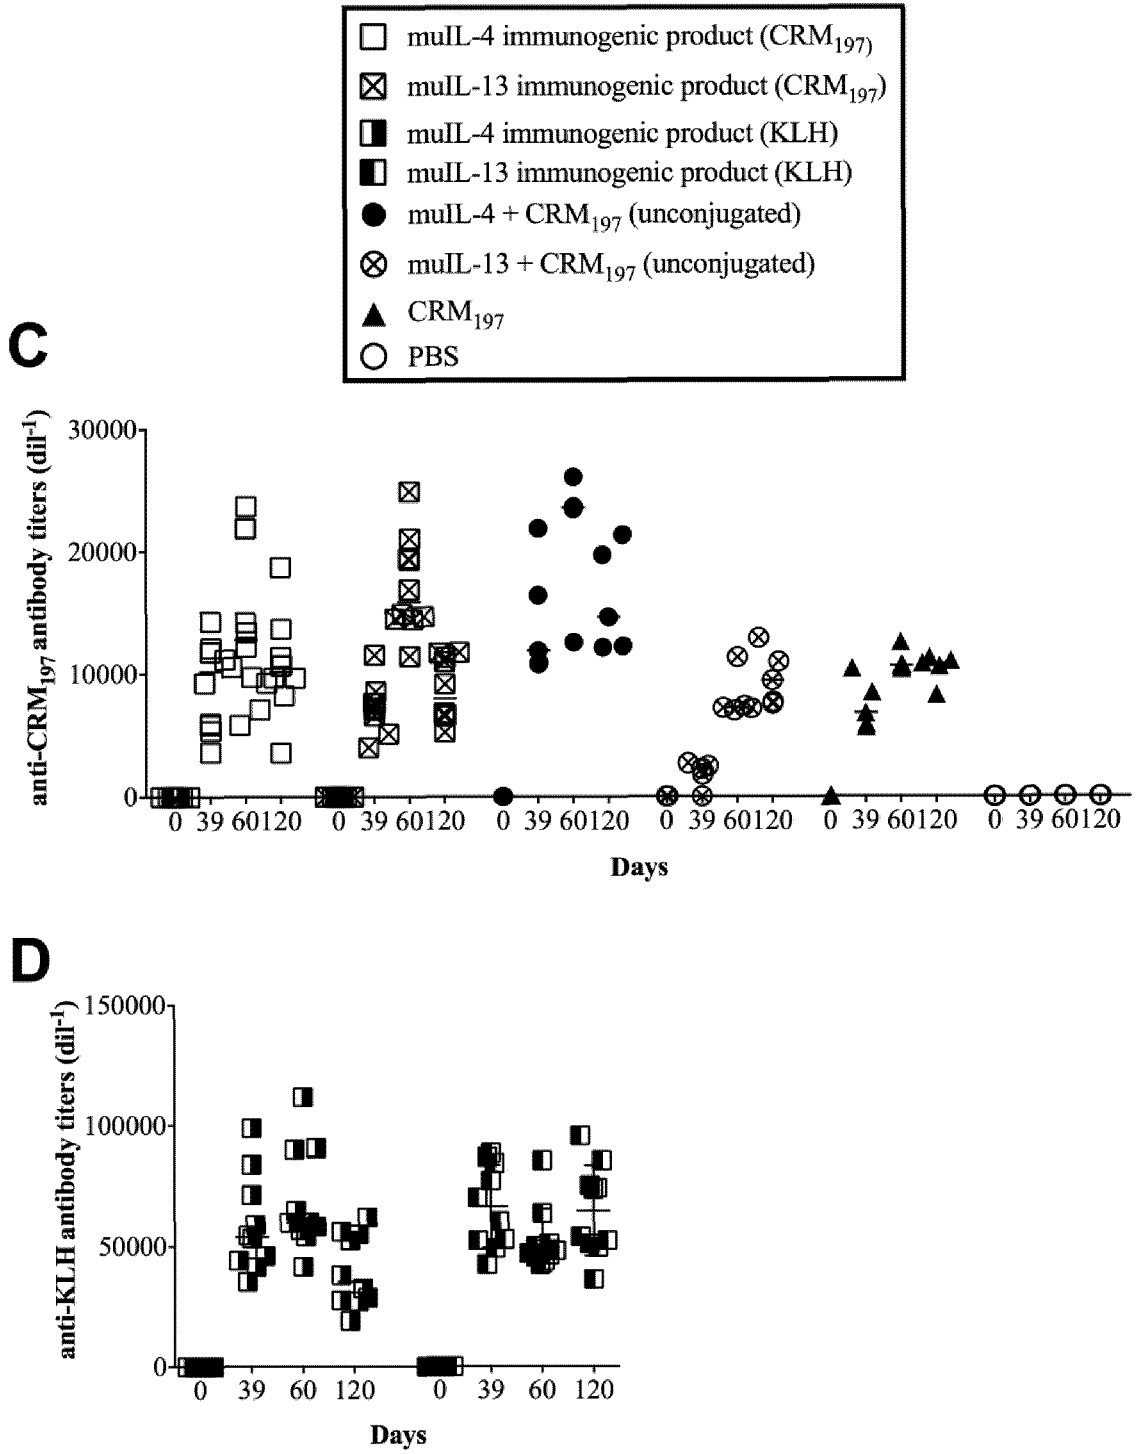 muIL-4 immunogenic product (CRM197)
muIL-13 immunogenic product (CRM197)
muIL-4 immunogenic product (KLH)
muIL-13 immunogenic product (KLH)
muIL-4 + CRM197 (unconjugated)
muIL-13 + CRM197 (unconjugated)
CRM197
PBS
C
anti-CRM197 antibody titers (dil-1)
30000
20000
10000
0
0 39 60120 0 39 60120 0 39 60120 0 39 60120 0 39 60120 0 39 60120
Days
D
anti-KLH antibody titers (dil-1)
150000
100000
50000
0
0 39 60 120 0 39 60 120
Days